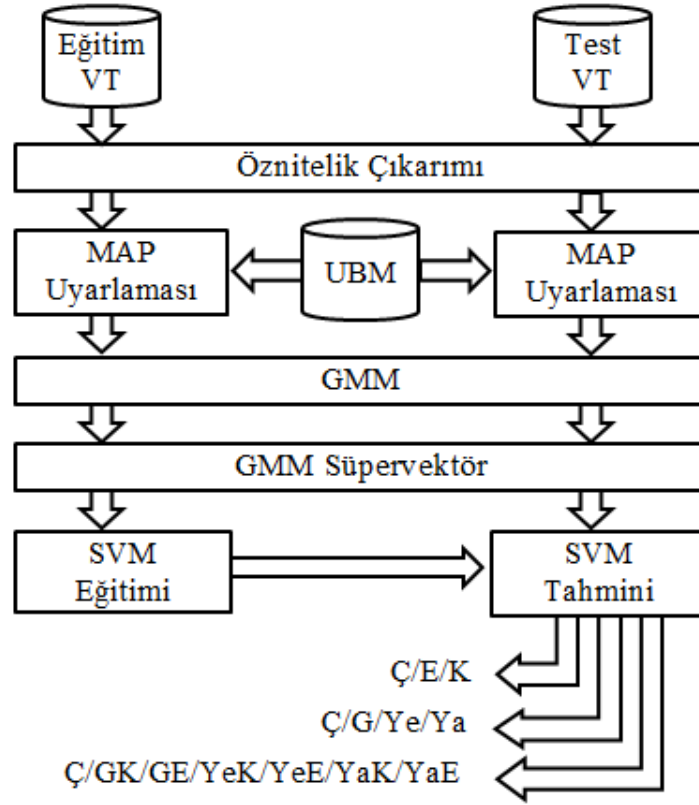 Eğitim
VT
Test
VT
Öznitelik Çıkarımı
MAP
Uyarlaması
UBM
MAP
Uyarlaması
GMM
GMM Süpervektör
SVM
Eğitimi
SVM
Tahmini
Ç/E/K
Ç/G/Ye/Ya
Ç/GK/GE/YeK/YeE/YaK/YaE